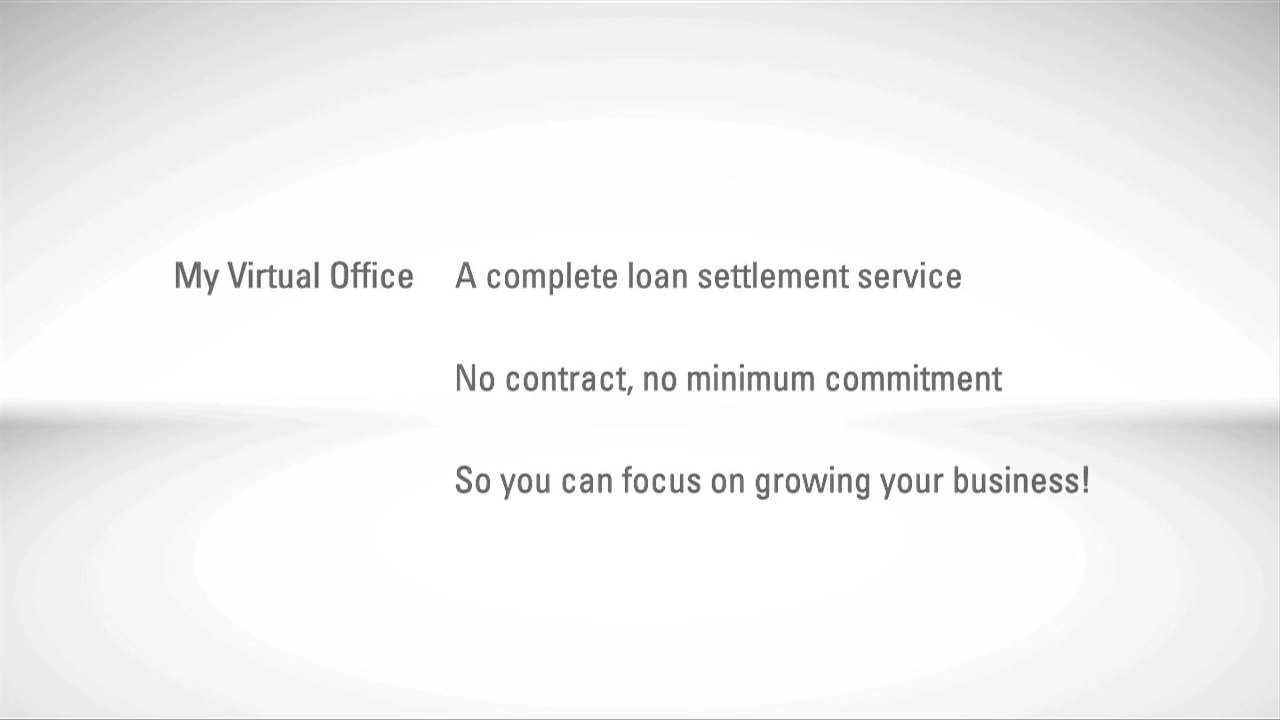 My Virtual Office A complete loan settlement service
No contract, no minimum commitment
So you can focus on growing your business!